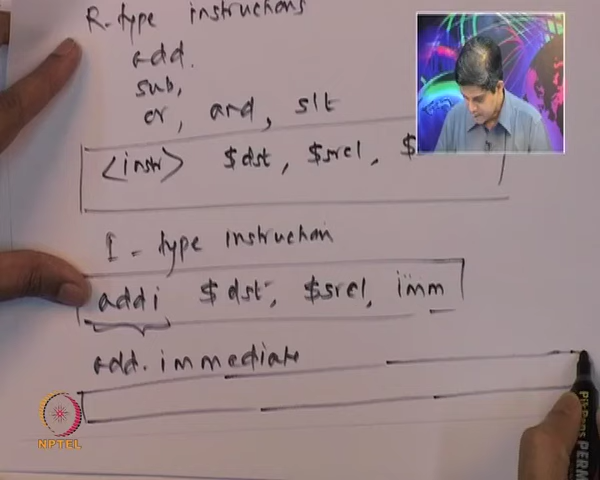 R-type instructions
add.
sub,
or, and, slt
<instr> $dst, $src1, $
I-type instruction
addi $dst, $src1, imm
add. immediate
NPTEL